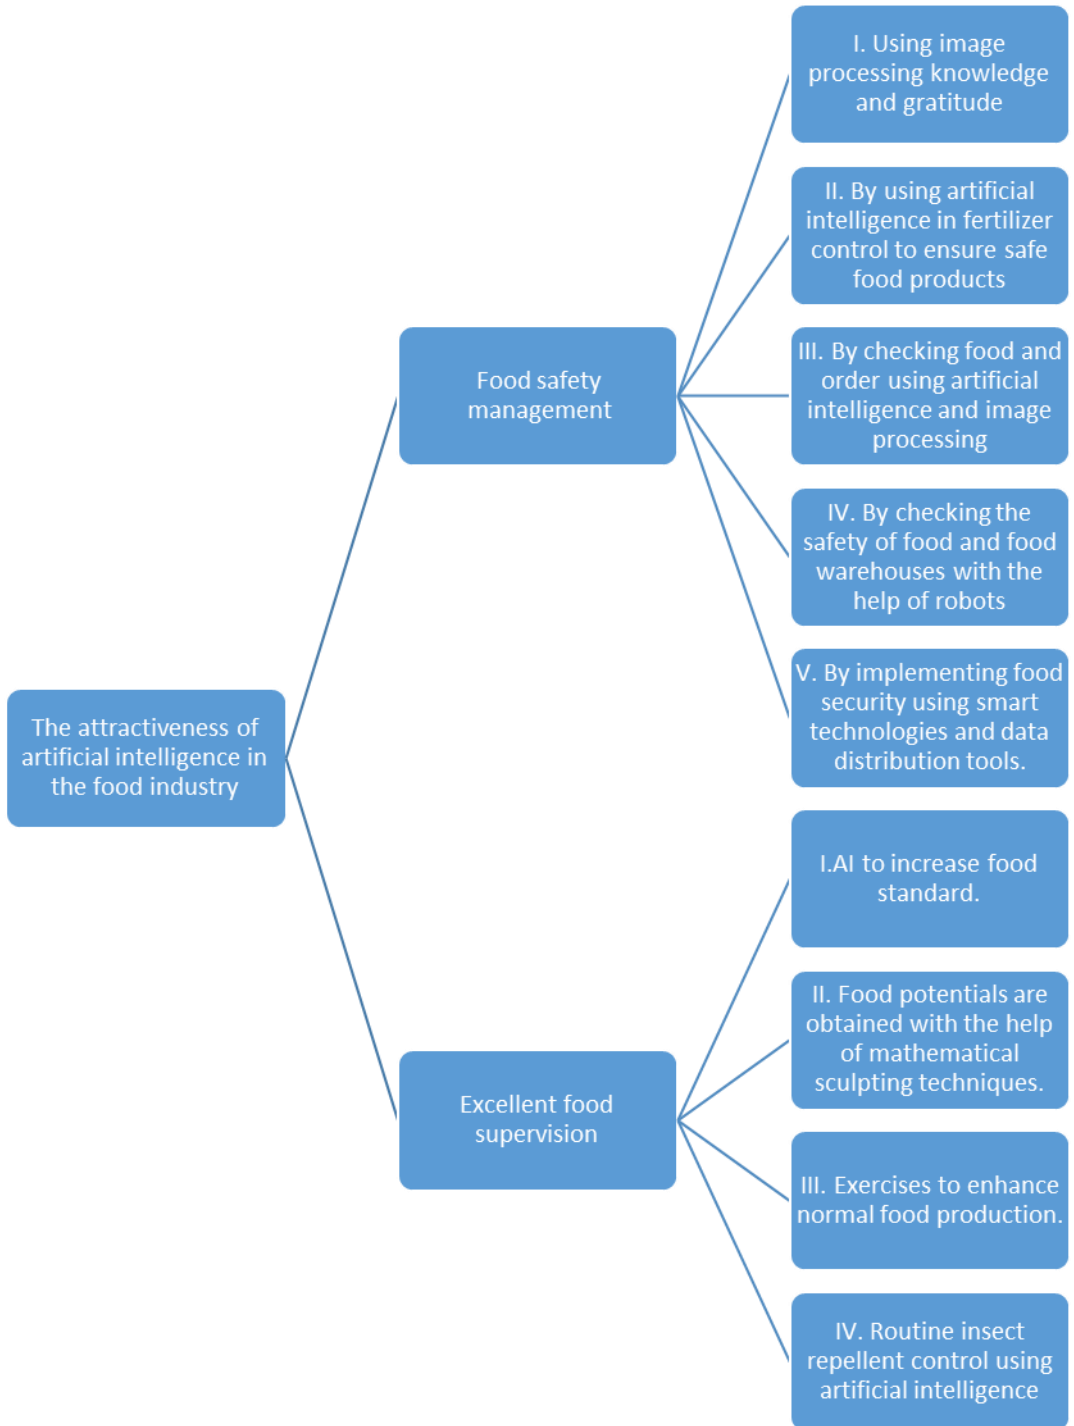 The attractiveness of
artificial intelligence in
the food industry
Food safety
management
I. Using image
processing knowledge
and gratitude
II. By using artificial
intelligence in fertilizer
control to ensure safe
food products
III. By checking food and
order using artificial
intelligence and image
processing
IV. By checking the
safety of food and food
warehouses with the
help of robots
V. By implementing food
security using smart
technologies and data
distribution tools.
Excellent food
supervision
I.AI to increase food
standard.
II. Food potentials are
obtained with the help
of mathematical
sculpting techniques.
III. Exercises to enhance
normal food production.
IV. Routine insect
repellent control using
artificial intelligence